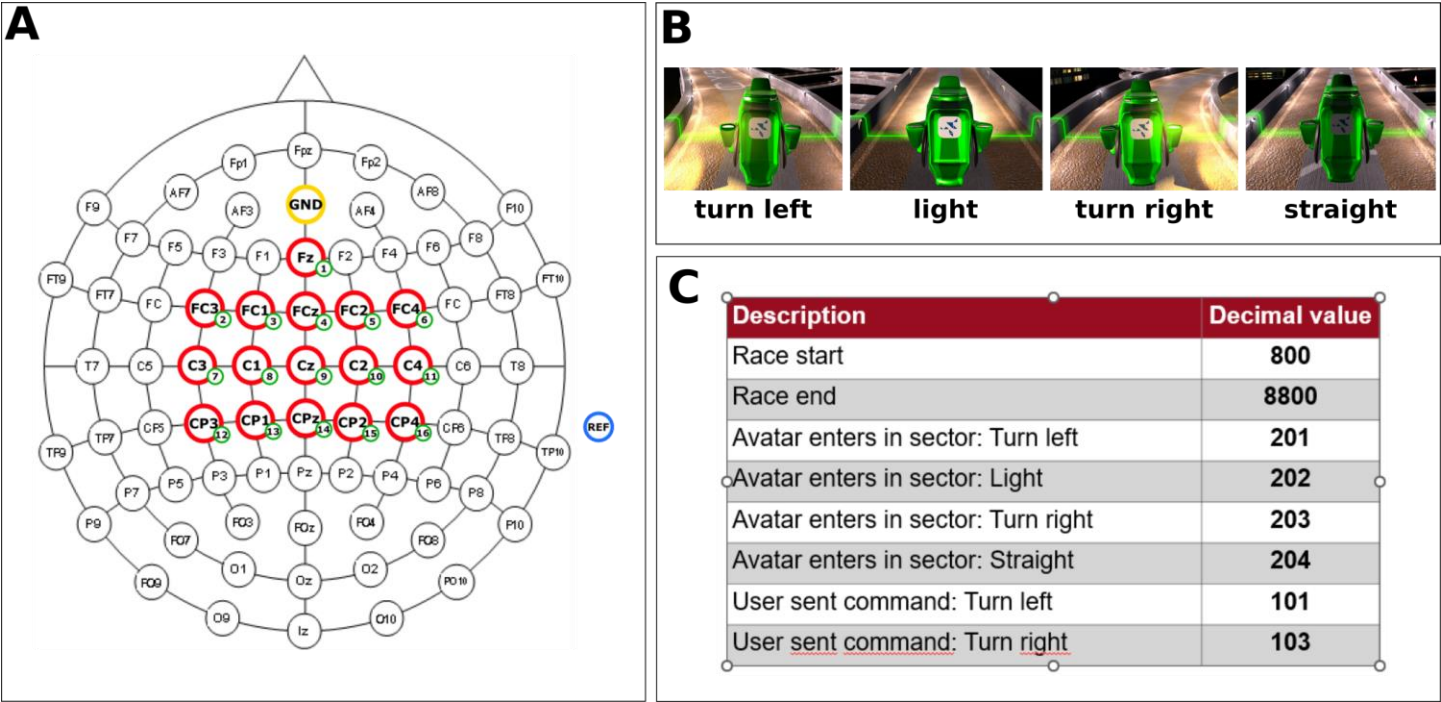 A
Fpz
Fp1
Fp2
AF7
AF8
GND
AF3
AF4
F9
F10
F7
F5
F3
F1
Fz
1
F2
F4
F6
F8
FT9
FT7
FC
FC3
2
FC1
3
FCz
4
FC2
5
FC4
6
FC
FT8
FT10
T7
C5
C3
7
C1
8
Cz
9
C2
10
C4
11
C6
T8
TP9
TP7
CP5
CP3
12
CP1
13
CPz
14
CP2
15
CP4
16
CP6
TP8
TP10
REF
P9
P7
P5
P3
P1
Pz
P2
P4
P6
P8
P10
PO7
PO3
POz
PO4
PO8
PO9
O1
Oz
O2
PO10
O9
Iz
O10
B
turn left light turn right straight
C
Description Decimal value
Race start 800
Race end 8800
Avatar enters in sector: Turn left 201
Avatar enters in sector: Light 202
Avatar enters in sector: Turn right 203
Avatar enters in sector: Straight 204
User sent command: Turn left 101
User sent command: Turn right 103